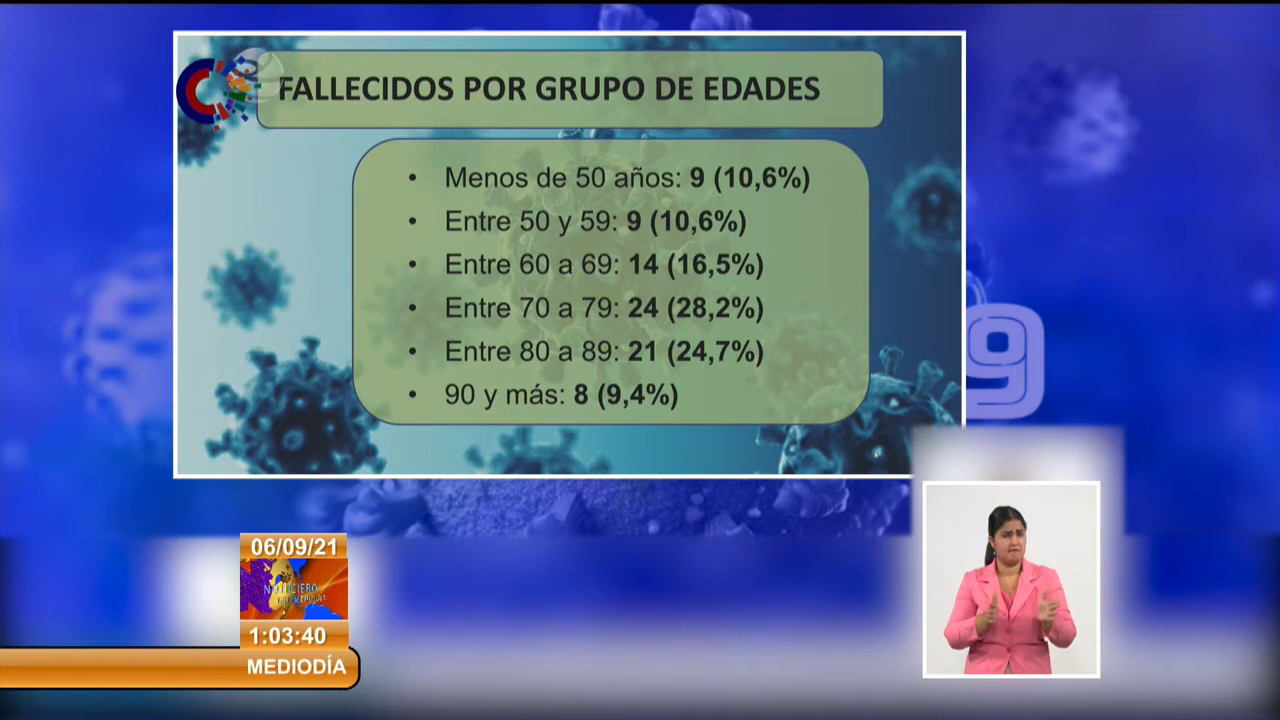 FALLECIDOS POR GRUPO DE EDADES
• Menos de 50 años: 9 (10,6%)
• Entre 50 y 59: 9 (10,6%)
• Entre 60 a 69: 14 (16,5%)
• Entre 70 a 79: 24 (28,2%)
• Entre 80 a 89: 21 (24,7%)
• 90 y más: 8 (9,4%)
9
06/09/21
NOTICIERO
1:03:40
MEDIODÍA